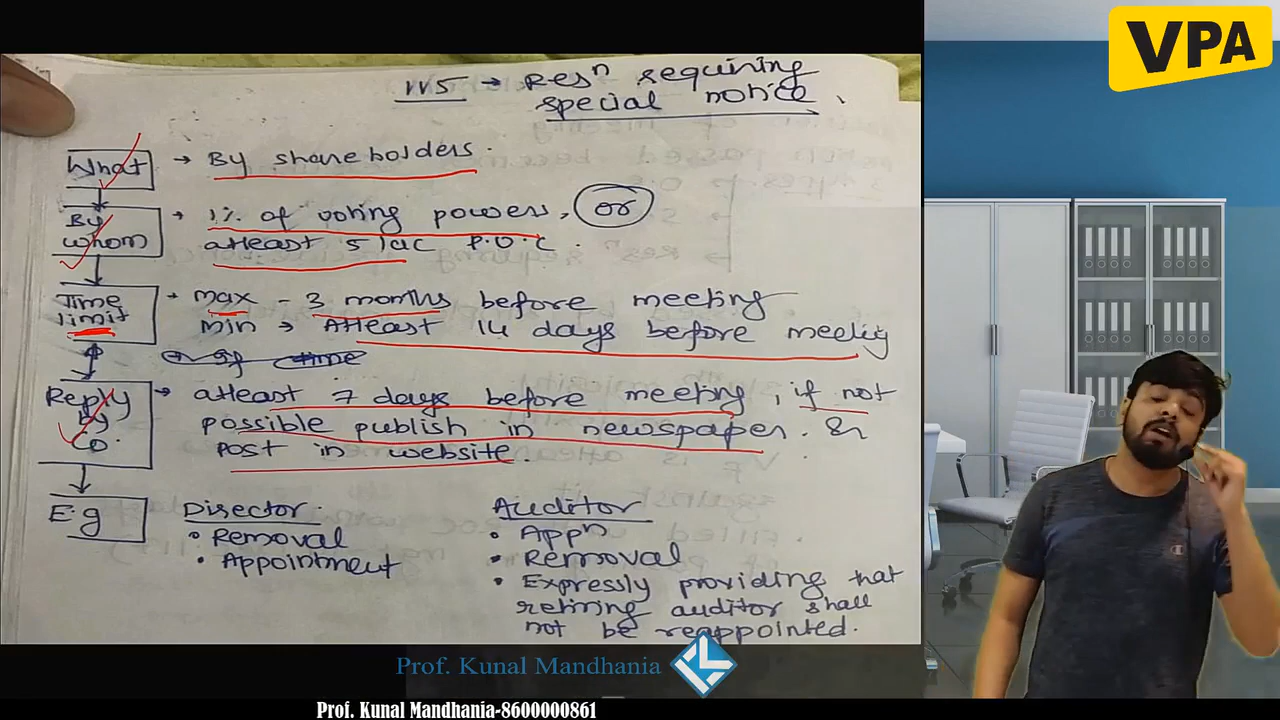 VPA
115 → Resⁿ requiring
special notice.
What → By shareholders.
By
whom → 1% of voting powers, or
atleast 5 lac P.U.C.
Time
limit → max - 3 months before meeting
min → Atleast 14 days before meetig
Reply
by
co. → atleast 7 days before meeting, if not
possible publish in newspaper. &
post in website.
E.g Director. Auditor
• Removal • Appⁿ
• Appointment • Removal
• Expressly providing that
retiring auditor shall
not be reappointed.
Prof. Kunal Mandhania
Prof. Kunal Mandhania-8600000861